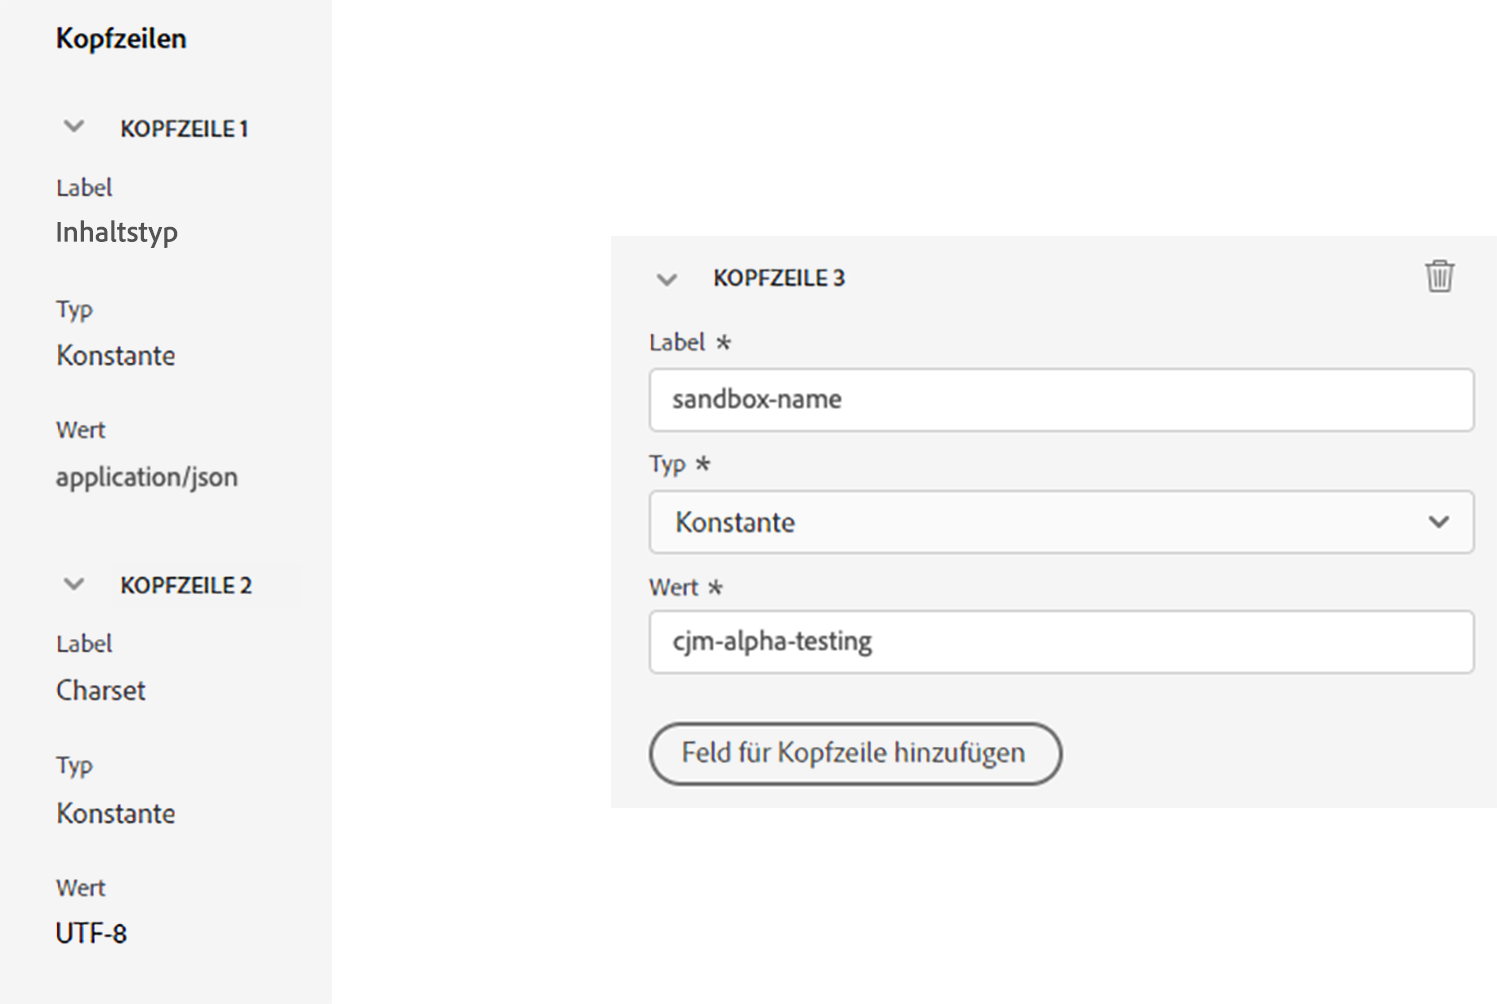 Kopfzeilen
KOPFZEILE 1
Label
Inhaltstyp
Typ
Konstante
Wert
application/json
KOPFZEILE 2
Label
Charset
Typ
Konstante
Wert
UTF-8
KOPFZEILE 3
Label *
sandbox-name
Typ *
Konstante
Wert *
cjm-alpha-testing
Feld für Kopfzeile hinzufügen